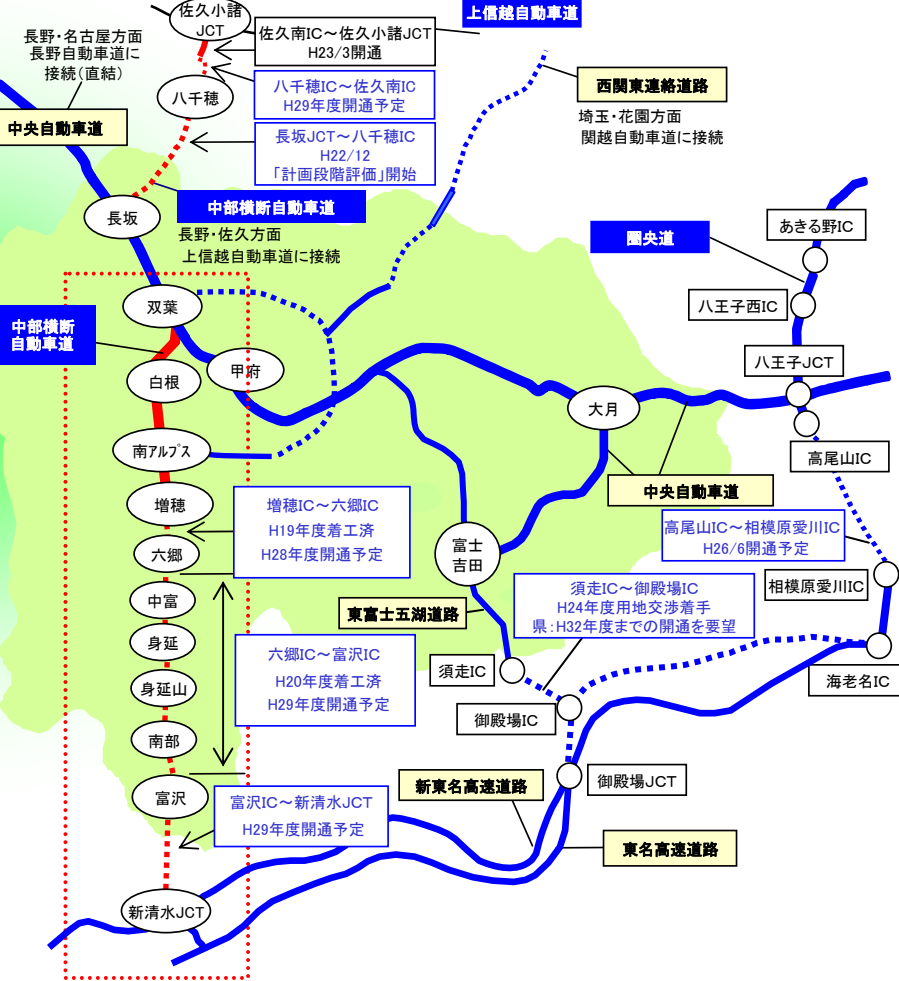 佐久小諸
JCT
上信越自動車道
長野・名古屋方面
長野自動車道に
接続（直結）
佐久南IC～佐久小諸JCT
H23/3開通
八千穂
八千穂IC～佐久南IC
H29年度開通予定
西関東連絡道路
埼玉・花園方面
関越自動車道に接続
中央自動車道
長坂JCT～八千穂IC
H22/12
「計画段階評価」開始
長坂
中部横断自動車道
長野・佐久方面
上信越自動車道に接続
圏央道
あきる野IC
双葉
八王子西IC
中部横断
自動車道
八王子JCT
白根
甲府
大月
南アルプス
高尾山IC
中央自動車道
増穂
増穂IC～六郷IC
H19年度着工済
H28年度開通予定
高尾山IC～相模原愛川IC
H26/6開通予定
六郷
富士
吉田
相模原愛川IC
須走IC～御殿場IC
H24年度用地交渉着手
県：H32年度までの開通を要望
中富
東富士五湖道路
身延
六郷IC～富沢IC
H20年度着工済
H29年度開通予定
須走IC
海老名IC
身延山
御殿場IC
南部
新東名高速道路
御殿場JCT
富沢
富沢IC～新清水JCT
H29年度開通予定
東名高速道路
新清水JCT